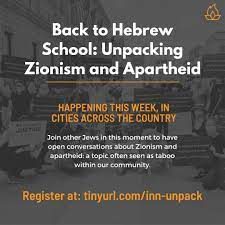 Back to Hebrew
School: Unpacking
Zionism and Apartheid
HAPPENING THIS WEEK, IN
CITIES ACROSS THE COUNTRY
Join other Jews in this moment to have
open conversations about Zionism and
apartheid: a topic often seen as taboo
within our community.
Register at: tinyurl.com/inn-unpack